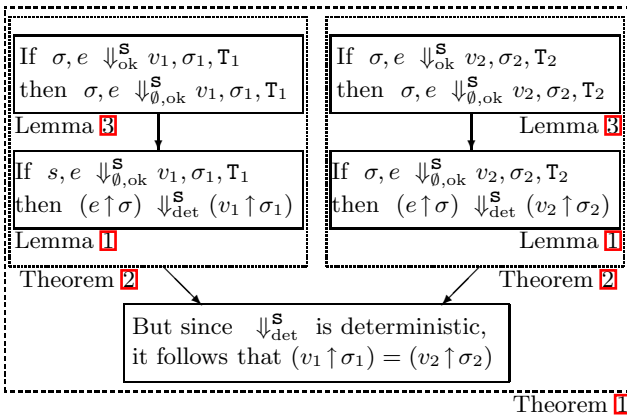 If σ, e ⇓^S_ok v₁, σ₁, T₁
then σ, e ⇓^S_∅,ok v₁, σ₁, T₁
Lemma 3
If s, e ⇓^S_∅,ok v₁, σ₁, T₁
then (e ↑ σ) ⇓^S_det (v₁ ↑ σ₁)
Lemma 1
Theorem 2
If σ, e ⇓^S_ok v₂, σ₂, T₂
then σ, e ⇓^S_∅,ok v₂, σ₂, T₂
Lemma 3
If σ, e ⇓^S_∅,ok v₂, σ₂, T₂
then (e ↑ σ) ⇓^S_det (v₂ ↑ σ₂)
Lemma 1
Theorem 2
But since ⇓^S_det is deterministic,
it follows that (v₁ ↑ σ₁) = (v₂ ↑ σ₂)
Theorem 1